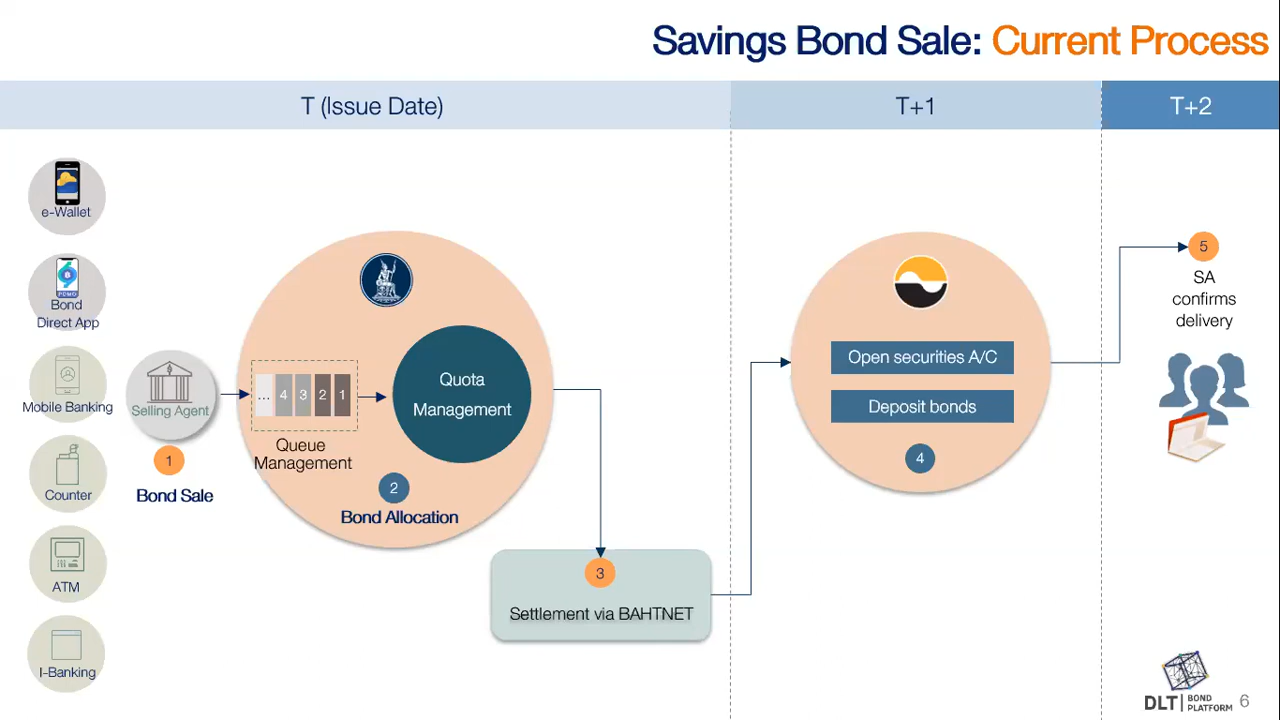 Savings Bond Sale: Current Process
T (Issue Date)
T+1
T+2
e-Wallet
PDMO
Bond
Direct App
Mobile Banking
Counter
ATM
I-Banking
Selling Agent
1
Bond Sale
... 4 3 2 1
Queue
Management
Quota
Management
2
Bond Allocation
3
Settlement via BAHTNET
Open securities A/C
Deposit bonds
4
5
SA
confirms
delivery
DLT BOND
PLATFORM
6